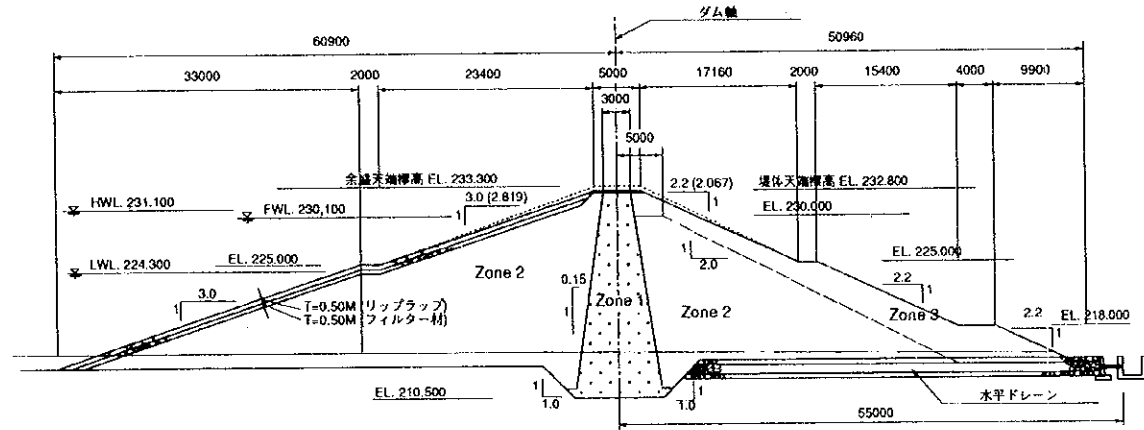 ダム軸
60900
50960
33000
2000
23400
5000
17160
2000
15400
4000
9900
3000
5000
余盛天端標高 EL. 233.300
2.2 (2.067)
1
堤体天端標高 EL. 232.800
HWL. 231.100
3.0 (2.819)
1
FWL. 230,100
EL. 230.000
LWL. 224.300
EL. 225.000
1
2.0
EL. 225.000
Zone 2
0.15
1
2.2
1
3.0
1
T=0.50M (リップラップ)
T=0.50M (フィルター材)
Zone 1
Zone 2
Zone 3
2.2
1
EL. 218.000
EL. 210,500
1
1.0
1
1.0
水平ドレーン
55000